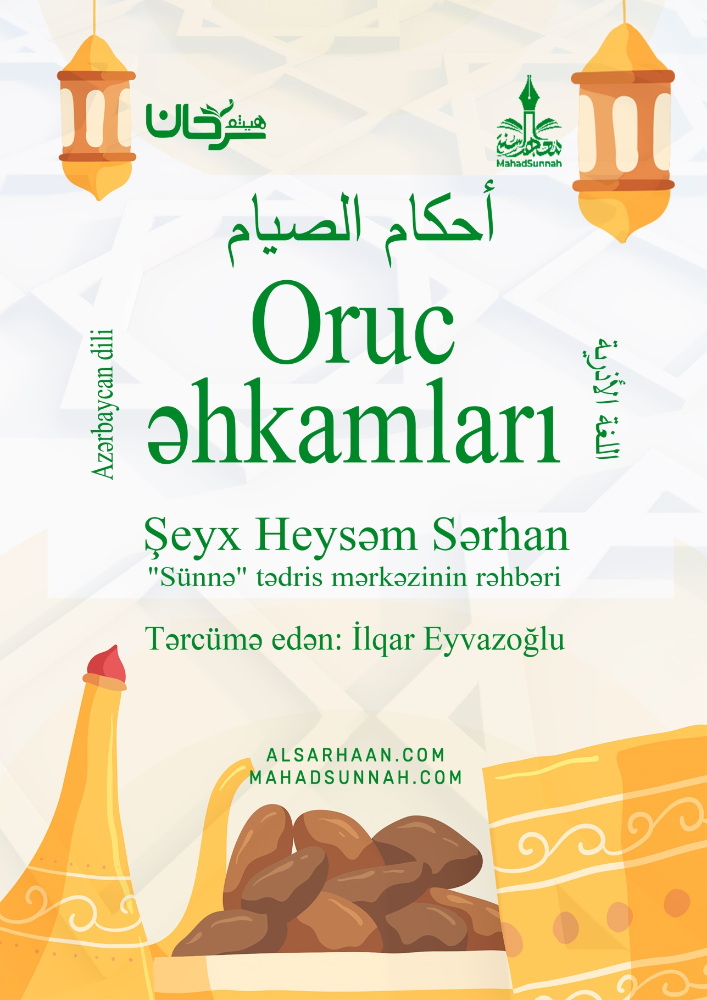 هيثم
سرحان
معهد السنة
MahadSunnah
أحكام الصيام
Oruc
əhkamları
Azərbaycan dili
اللغة الأذرية
Şeyx Heysəm Sərhan
"Sünnə" tədris mərkəzinin rəhbəri
Tərcümə edən: İlqar Eyvazoğlu
ALSARHAAN.COM
MAHADSUNNAH.COM